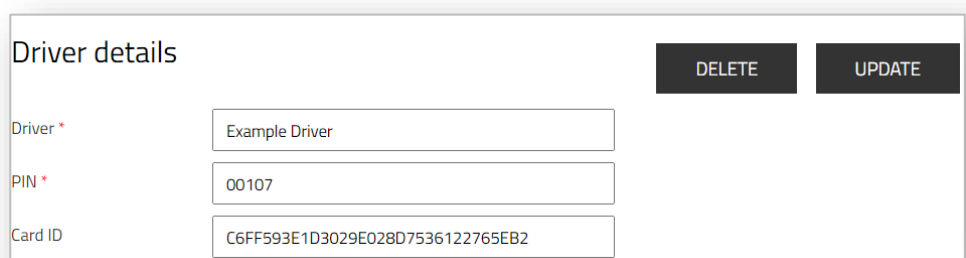 Driver details
DELETE UPDATE
Driver * Example Driver
PIN * 00107
Card ID C6FF593E1D3029E028D7536122765EB2